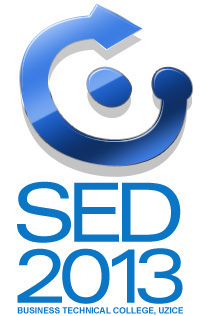 SED
2013
BUSINESS TECHNICAL COLLEGE, UZICE